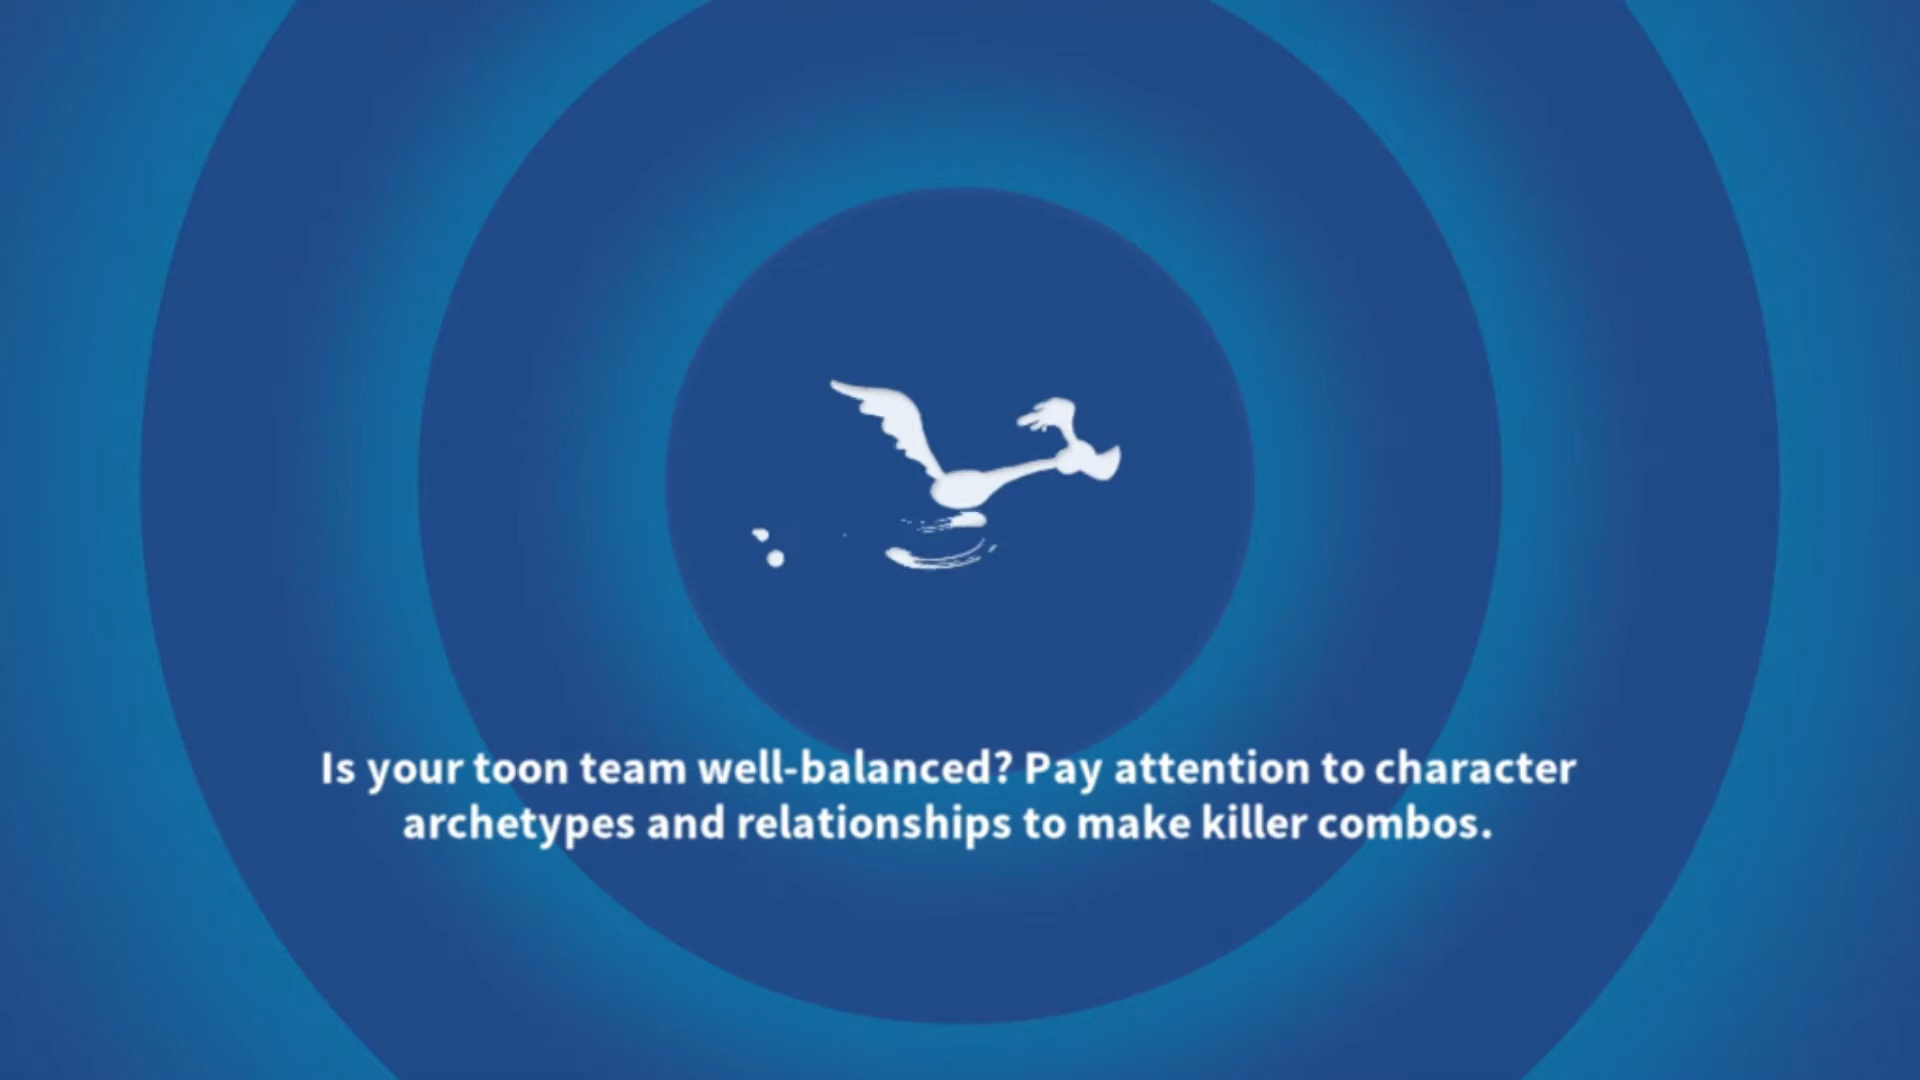 Is your toon team well-balanced? Pay attention to character
archetypes and relationships to make killer combos.